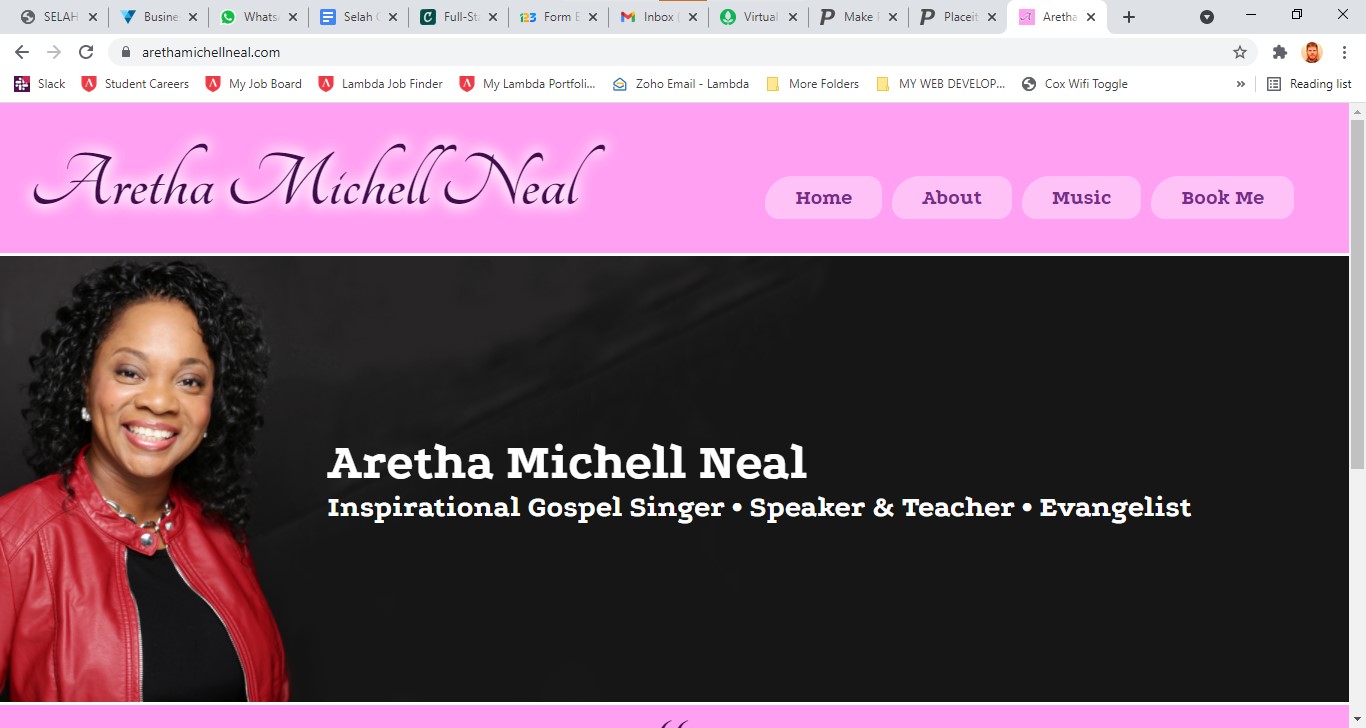 SELAH Busine Whats Selah Full-St Form E Inbox Virtual Make Placeit Aretha
arethamichellneal.com
Slack Student Careers My Job Board Lambda Job Finder My Lambda Portfoli... Zoho Email - Lambda More Folders MY WEB DEVELOP... Cox Wifi Toggle » Reading list
Aretha Michell Neal
Home About Music Book Me
Aretha Michell Neal
Inspirational Gospel Singer • Speaker & Teacher • Evangelist